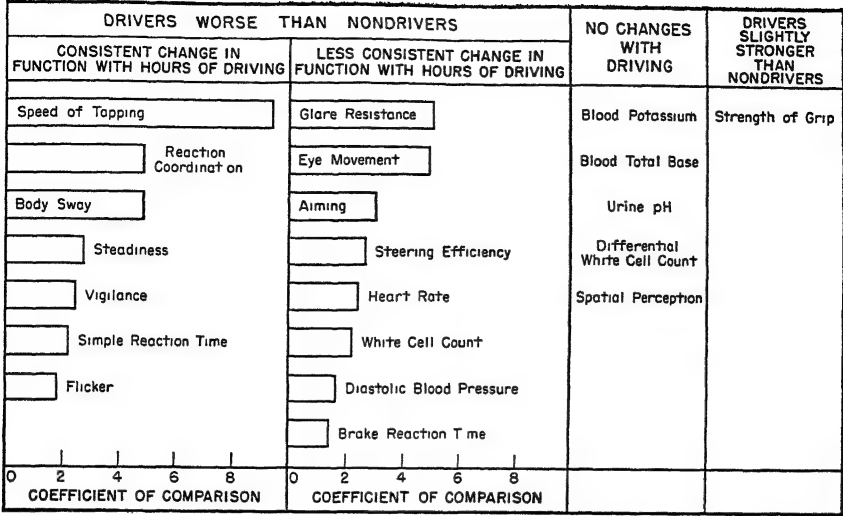 DRIVERS WORSE THAN NONDRIVERS
CONSISTENT CHANGE IN
FUNCTION WITH HOURS OF DRIVING
LESS CONSISTENT CHANGE IN
FUNCTION WITH HOURS OF DRIVING
NO CHANGES
WITH
DRIVING
DRIVERS
SLIGHTLY
STRONGER
THAN
NONDRIVERS
Speed of Tapping
Reaction
Coordinat on
Body Sway
Steadiness
Vigilance
Simple Reaction Time
Flicker
0 2 4 6 8
COEFFICIENT OF COMPARISON
Glare Resistance
Eye Movement
Aiming
Steering Efficiency
Heart Rate
White Cell Count
Diastolic Blood Pressure
Brake Reaction T me
0 2 4 6 8
COEFFICIENT OF COMPARISON
Blood Potassium
Blood Total Base
Urine pH
Differential
White Cell Count
Spatial Perception
Strength of Grip